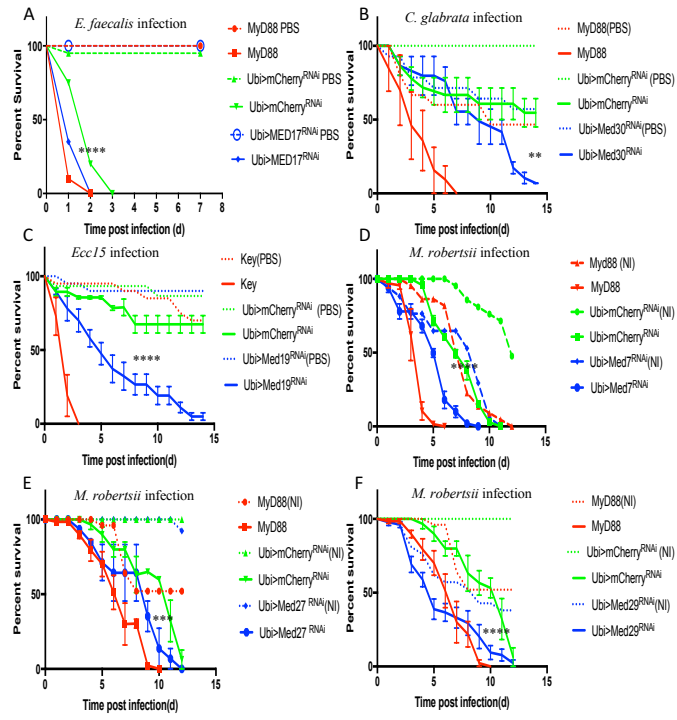 A
E. faecalis infection
Percent Survival
100
50
0
0 1 2 3 4 5 6 7 8
****
Time post infection (d)
MyD88 PBS
MyD88
Ubi>mCherryRNAi PBS
Ubi>mCherryRNAi
Ubi>MED17RNAi PBS
Ubi>MED17RNAi
B
C. glabrata infection
Percent Survival
100
50
0
0 5 10 15
**
Time post infection (d)
MyD88(PBS)
MyD88
Ubi>mCherryRNAi(PBS)
Ubi>mCherryRNAi
Ubi>Med30RNAi(PBS)
Ubi>Med30RNAi
C
Ecc15 infection
Percent survival
100
50
0
0 5 10 15
****
Time post infection(d)
Key(PBS)
Key
Ubi>mCherryRNAi (PBS)
Ubi>mCherryRNAi
Ubi>Med19RNAi(PBS)
Ubi>Med19RNAi
D
M. robertsii infection
Percent survival
100
50
0
0 5 10 15
****
Time post infection(d)
Myd88 (NI)
MyD88
Ubi>mCherryRNAi(NI)
Ubi>mCherryRNAi
Ubi>Med7RNAi(NI)
Ubi>Med7RNAi
E
M. robertsii infection
Percent survival
100
50
0
0 5 10 15
***
Time post infection(d)
MyD88(NI)
MyD88
Ubi>mCherryRNAi(NI)
Ubi>mCherryRNAi
Ubi>Med27 RNAi(NI)
Ubi>Med27 RNAi
F
M. robertsii infection
Percent survival
100
50
0
0 5 10 15
****
Time post infection(d)
MyD88(NI)
MyD88
Ubi>mCherryRNAi (NI)
Ubi>mCherryRNAi
Ubi>Med29RNAi(NI)
Ubi>Med29RNAi